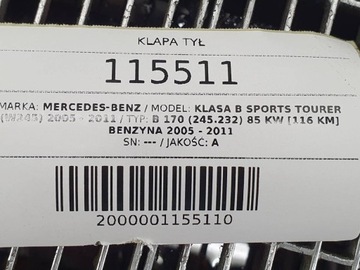 KLAPA TYŁ
115511
MARKA: MERCEDES-BENZ / MODEL: KLASA B SPORTS TOURER
(W245) 2005 - 2011 / TYP: B 170 (245.232) 85 KW [116 KM]
BENZYNA 2005 - 2011
SN: --- / JAKOŚĆ: A
2000001155110